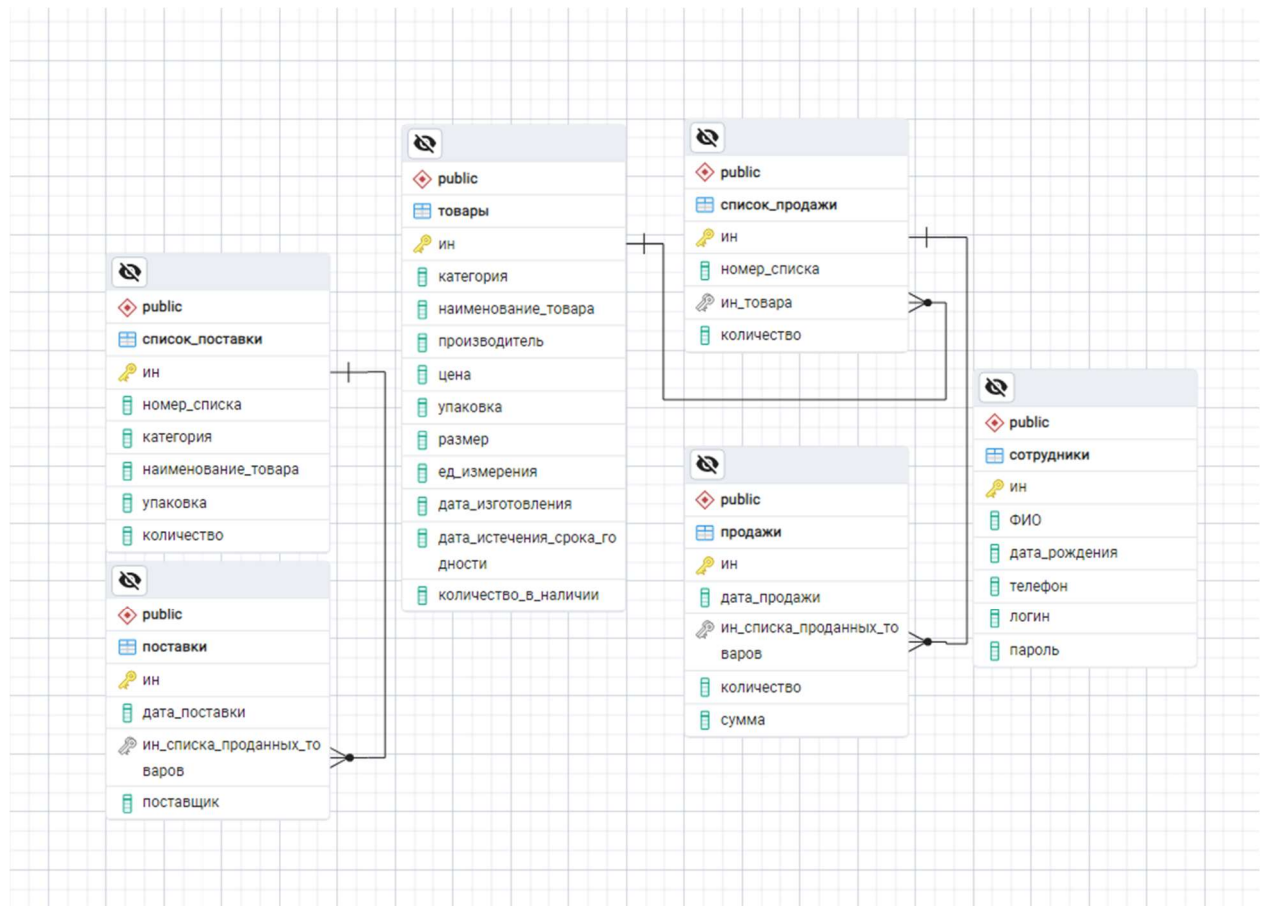 public
список_поставки
ин
номер_списка
категория
наименование_товара
упаковка
количество
public
поставки
ин
дата_поставки
ин_списка_проданных_то
варов
поставщик
public
товары
ин
категория
наименование_товара
производитель
цена
упаковка
размер
ед_измерения
дата_изготовления
дата_истечения_срока_го
дности
количество_в_наличии
public
список_продажи
ин
номер_списка
ин_товара
количество
public
продажи
ин
дата_продажи
ин_списка_проданных_то
варов
количество
сумма
public
сотрудники
ин
ФИО
дата_рождения
телефон
логин
пароль